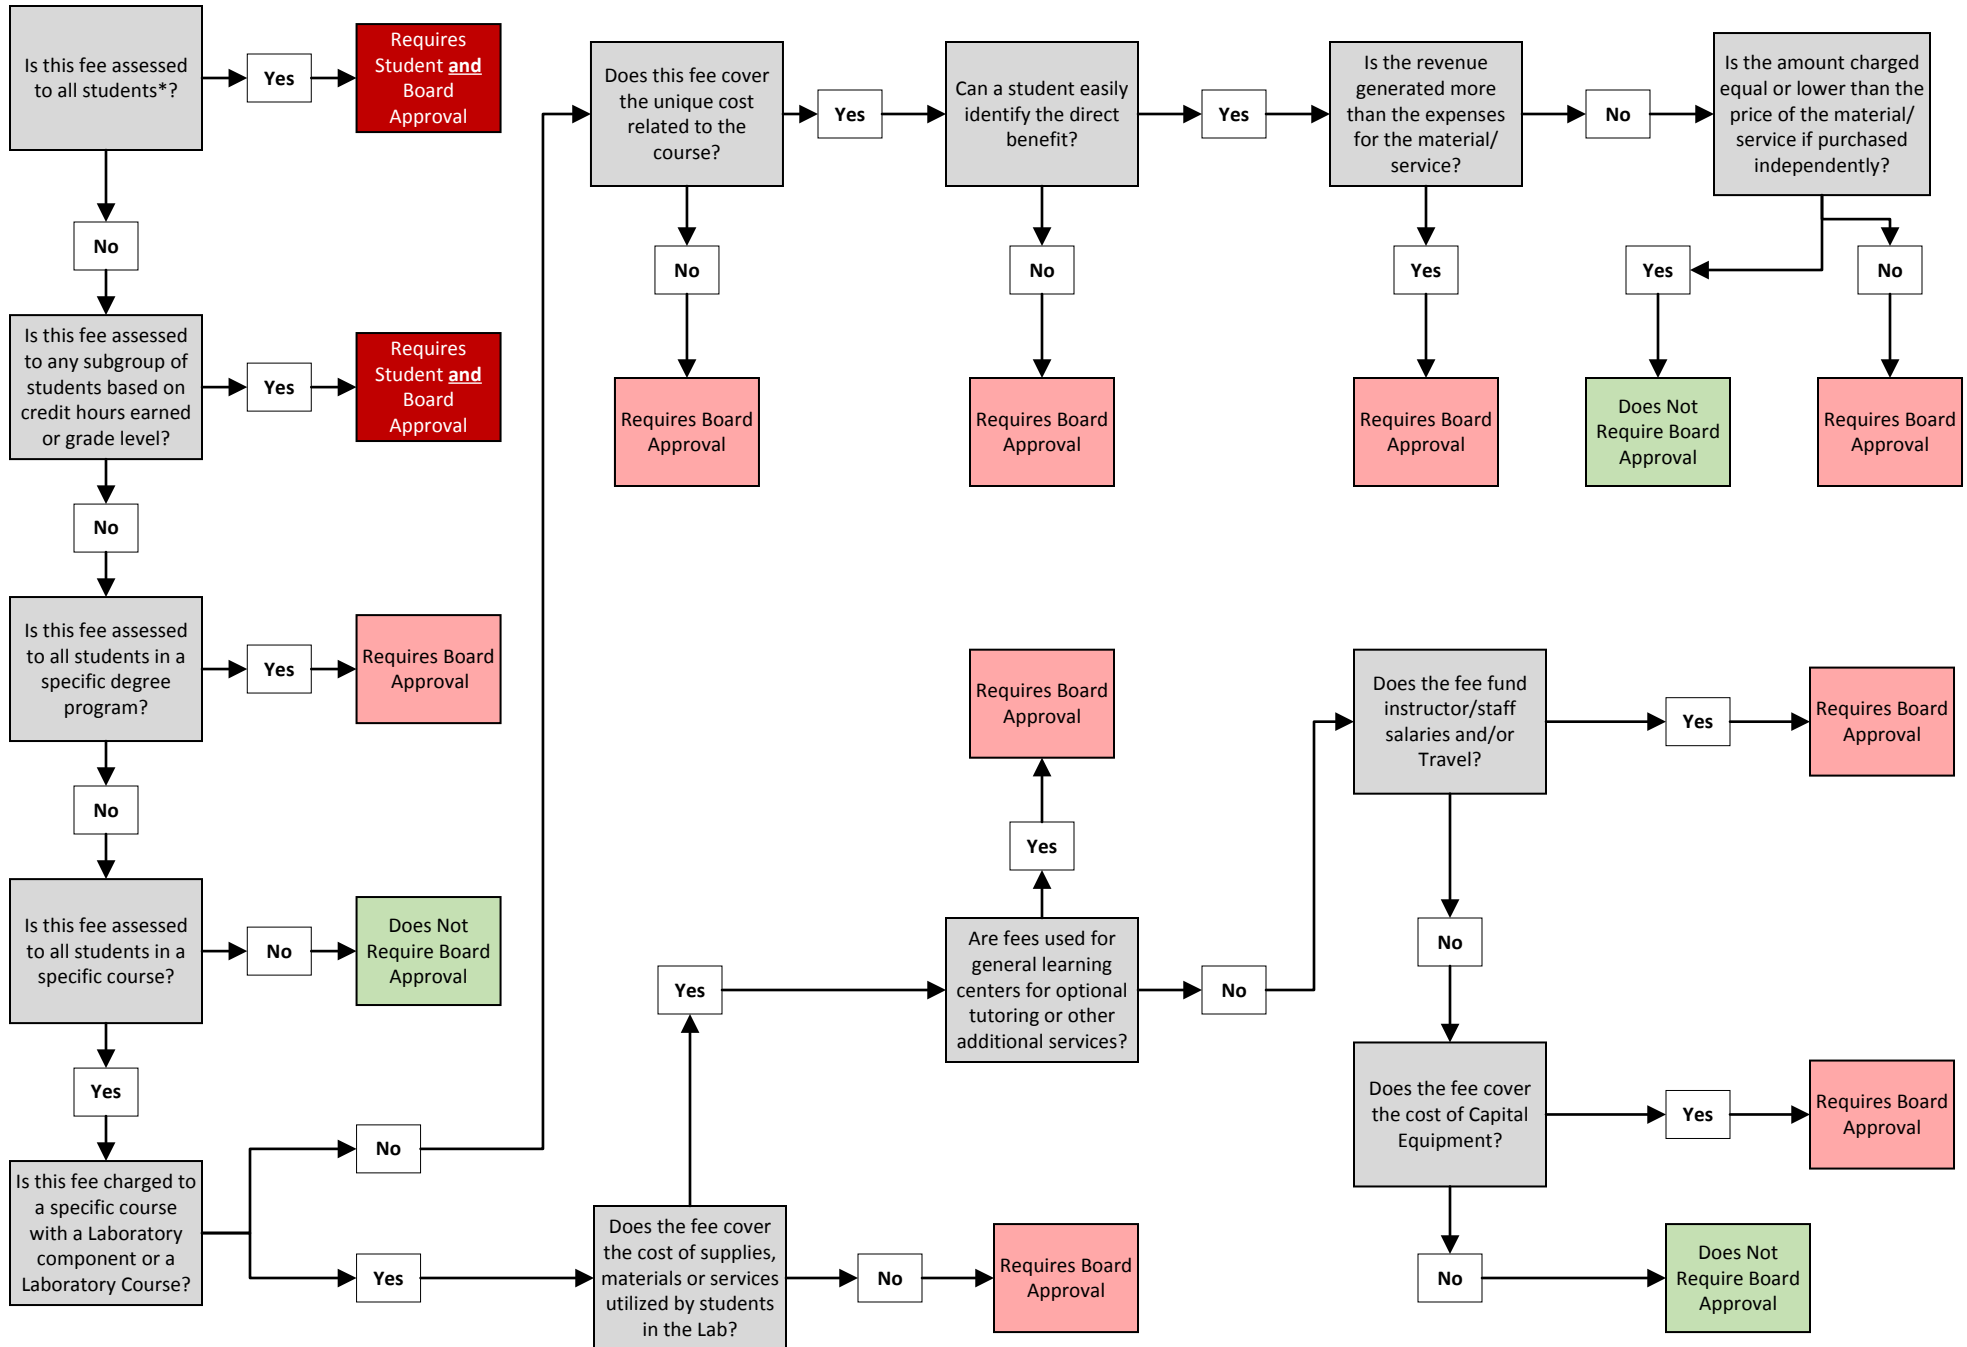 Is this fee assessed
to all students*?
Yes
Requires
Student and
Board
Approval
No
Is this fee assessed
to any subgroup of
students based on
credit hours earned
or grade level?
Yes
Requires
Student and
Board
Approval
No
Is this fee assessed
to all students in a
specific degree
program?
Yes
Requires Board
Approval
No
Is this fee assessed
to all students in a
specific course?
No
Does Not
Require Board
Approval
Yes
Is this fee charged to
a specific course
with a Laboratory
component or a
Laboratory Course?
No
Yes
Does this fee cover
the unique cost
related to the
course?
Yes
No
Requires Board
Approval
Can a student easily
identify the direct
benefit?
Yes
No
Requires Board
Approval
Is the revenue
generated more
than the expenses
for the material/
service?
No
Yes
Requires Board
Approval
Is the amount charged
equal or lower than the
price of the material/
service if purchased
independently?
Yes
No
Does Not
Require Board
Approval
Requires Board
Approval
Does the fee cover
the cost of supplies,
materials or services
utilized by students
in the Lab?
No
Requires Board
Approval
Yes
Are fees used for
general learning
centers for optional
tutoring or other
additional services?
Yes
Requires Board
Approval
No
Does the fee fund
instructor/staff
salaries and/or
Travel?
Yes
Requires Board
Approval
No
Does the fee cover
the cost of Capital
Equipment?
Yes
Requires Board
Approval
No
Does Not
Require Board
Approval